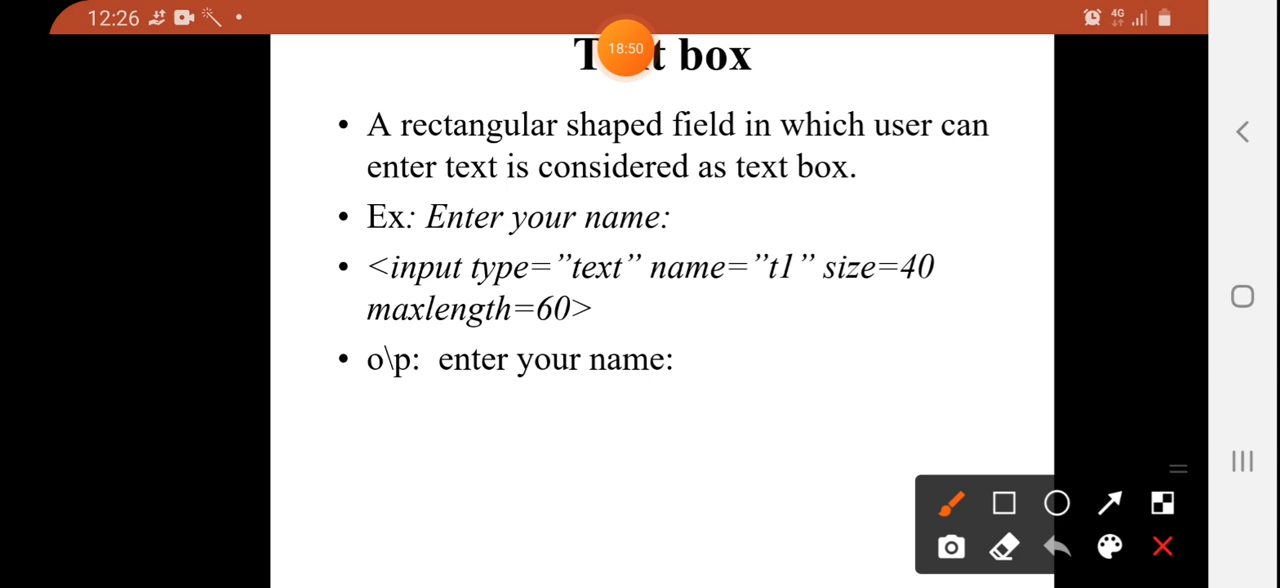 12:26
4G
18:50
T t box
• A rectangular shaped field in which user can
enter text is considered as text box.
• Ex: Enter your name:
• <input type=”text” name=”t1” size=40
maxlength=60>
• o\p: enter your name: